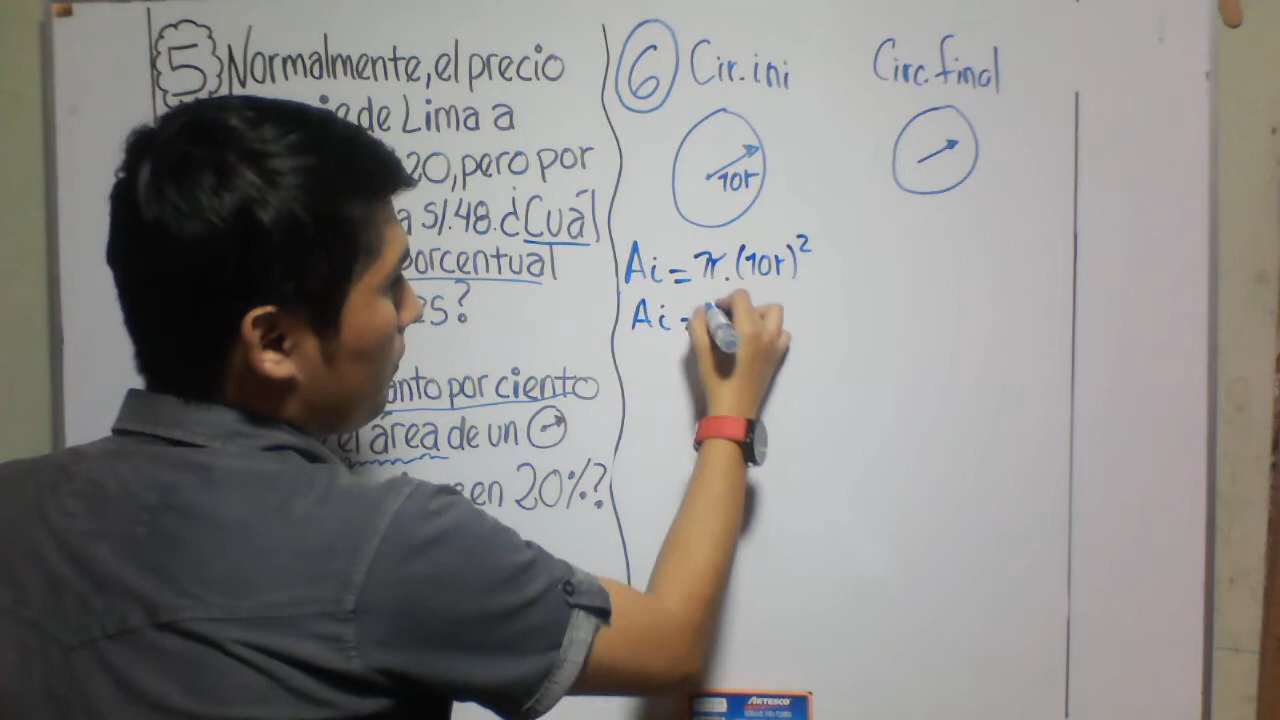 5 Normalmente, el precio
de Lima a
20, pero por
a S/.48. ¿Cuál
porcentual
es?
anto por ciento
el área de un
en 20%?
6 Cir. ini
10r
Ai = π.(10r)²
Ai =
Circ. final
ARTESCO